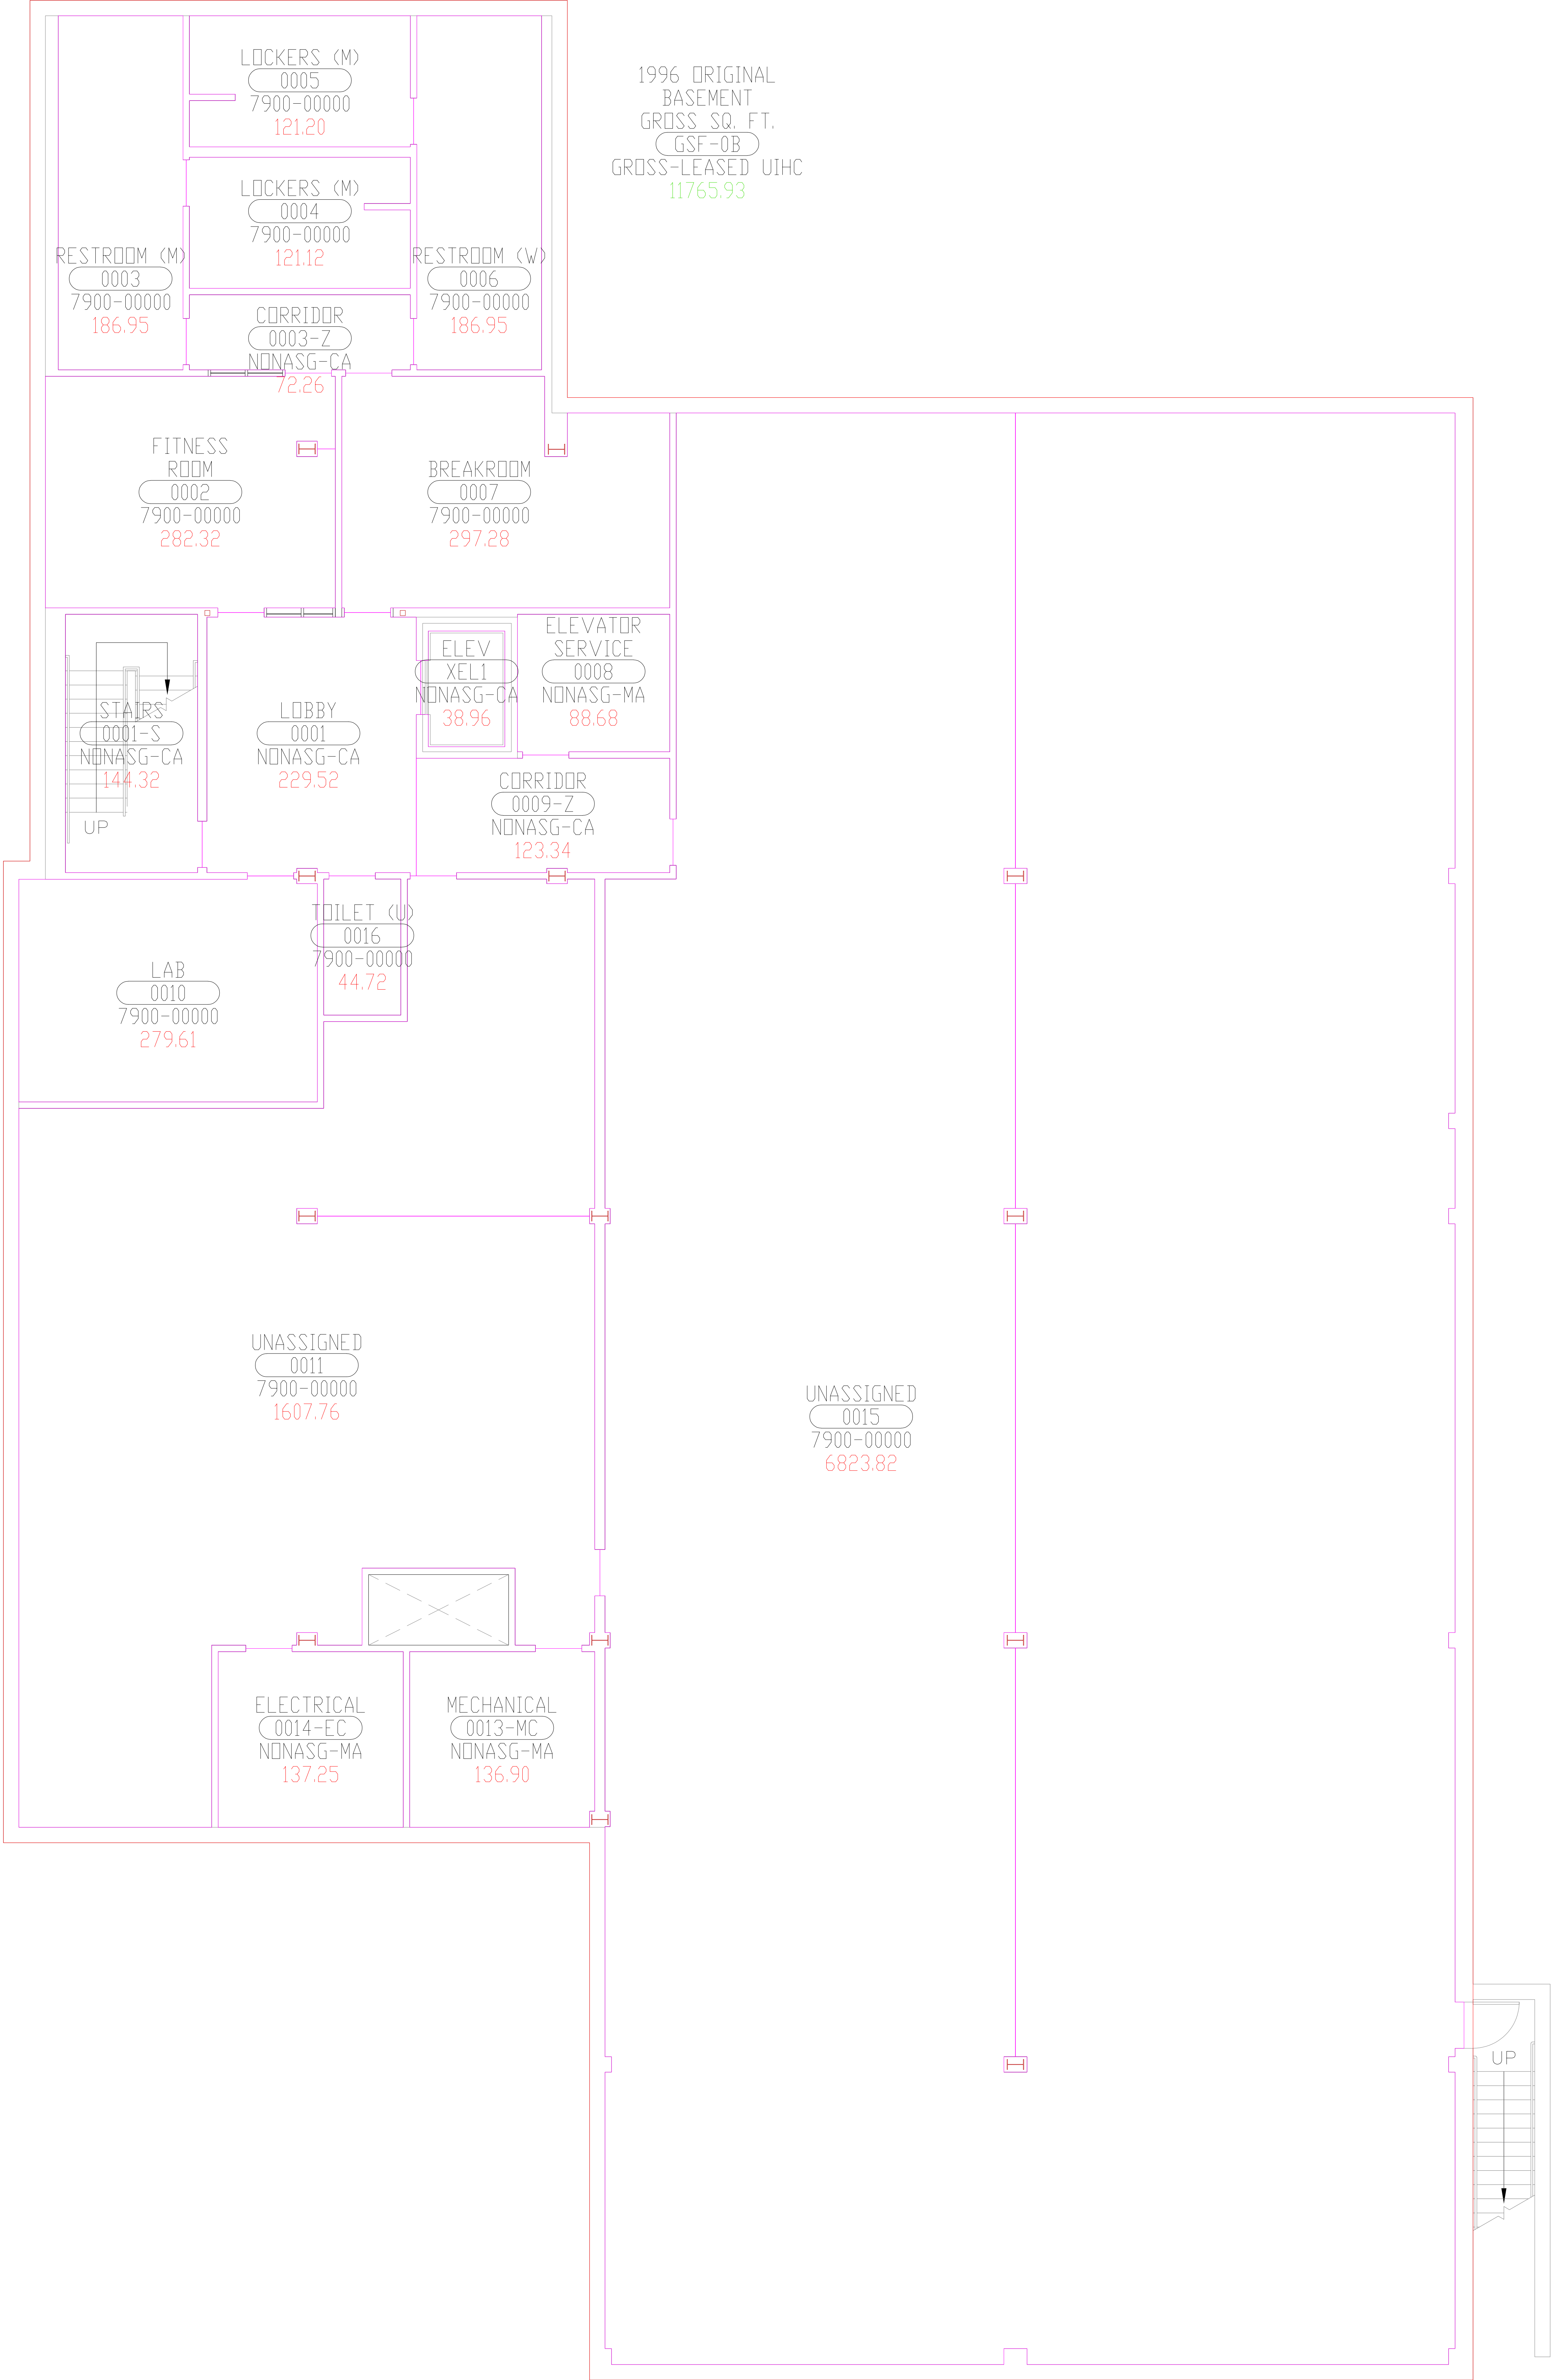 LOCKERS (M)
0005
7900-00000
121.20
1996 ORIGINAL
BASEMENT
GROSS SQ. FT.
GSF-0B
GROSS-LEASED UIHC
11765.93
LOCKERS (M)
0004
7900-00000
121.12
RESTROOM (M)
0003
7900-00000
186.95
RESTROOM (W)
0006
7900-00000
186.95
CORRIDOR
0003-Z
NONASG-CA
72.26
FITNESS
ROOM
0002
7900-00000
282.32
BREAKROOM
0007
7900-00000
297.28
ELEV
XEL1
NONASG-CA
38.96
ELEVATOR
SERVICE
0008
NONASG-MA
88.68
STAIRS
0001-S
NONASG-CA
144.32
UP
LOBBY
0001
NONASG-CA
229.52
CORRIDOR
0009-Z
NONASG-CA
123.34
TOILET (U)
0016
7900-00000
44.72
LAB
0010
7900-00000
279.61
UNASSIGNED
0011
7900-00000
1607.76
UNASSIGNED
0015
7900-00000
6823.82
ELECTRICAL
0014-EC
NONASG-MA
137.25
MECHANICAL
0013-MC
NONASG-MA
136.90
UP